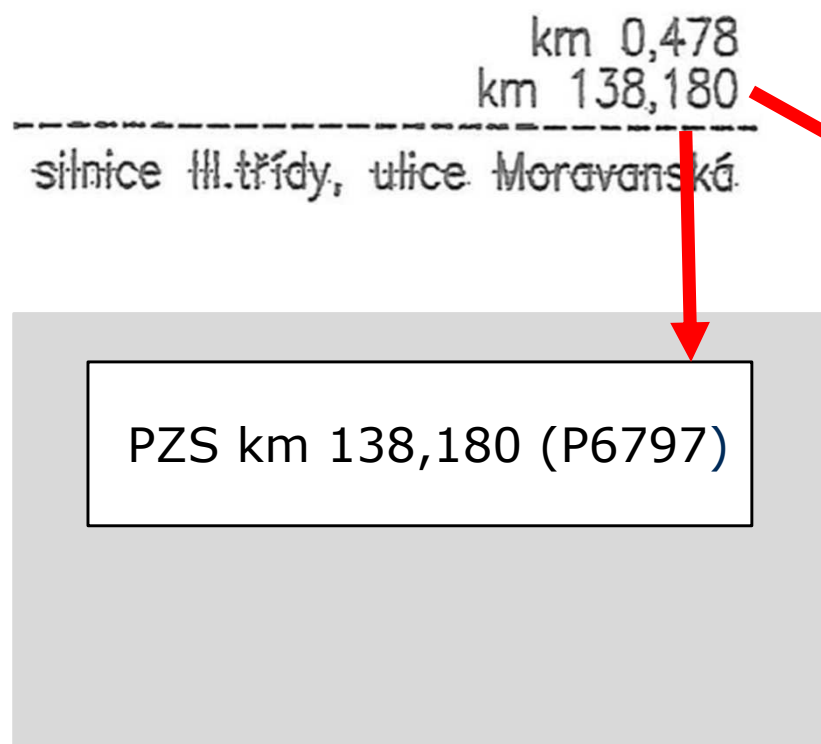 km 0,478
km 138,180
silnice III.třídy, ulice Moravanská
PZS km 138,180 (P6797)